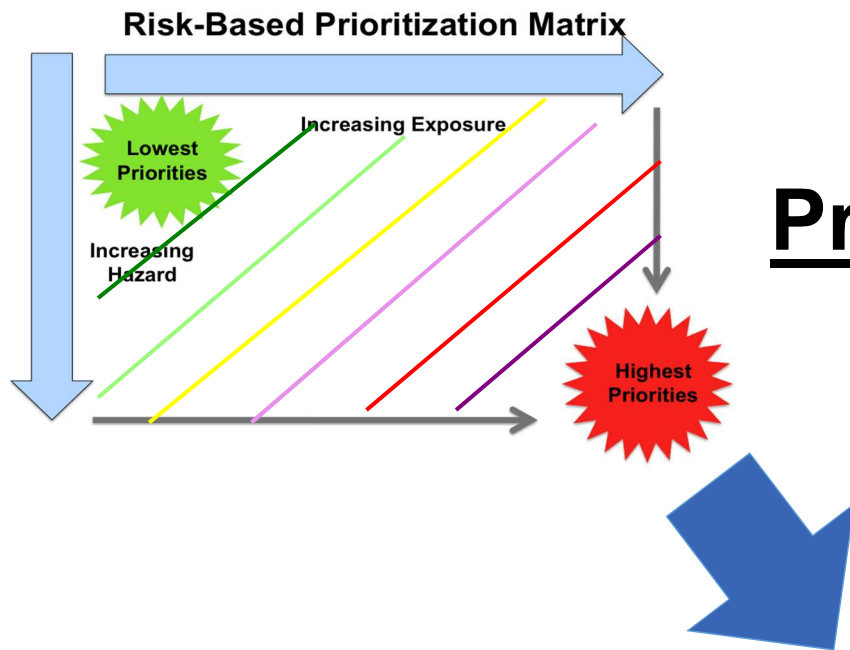 Risk-Based Prioritization Matrix
Increasing Exposure
Lowest
Priorities
Increasing
Hazard
Pr
Highest
Priorities